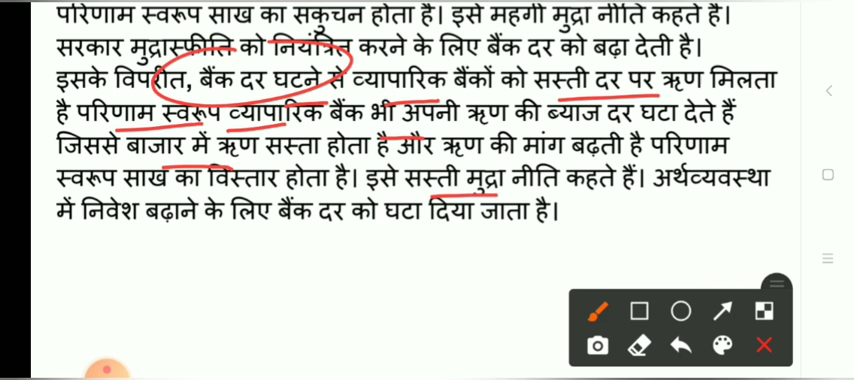 परिणाम स्वरूप साख का संकुचन होता है। इसे महंगी मुद्रा नीति कहते हैं।
सरकार मुद्रास्फीति को नियंत्रित करने के लिए बैंक दर को बढ़ा देती है।
इसके विपरीत, बैंक दर घटने से व्यापारिक बैंकों को सस्ती दर पर ऋण मिलता
है परिणाम स्वरूप व्यापारिक बैंक भी अपनी ऋण की ब्याज दर घटा देते हैं
जिससे बाजार में ऋण सस्ता होता है और ऋण की मांग बढ़ती है परिणाम
स्वरूप साख का विस्तार होता है। इसे सस्ती मुद्रा नीति कहते हैं। अर्थव्यवस्था
में निवेश बढ़ाने के लिए बैंक दर को घटा दिया जाता है।